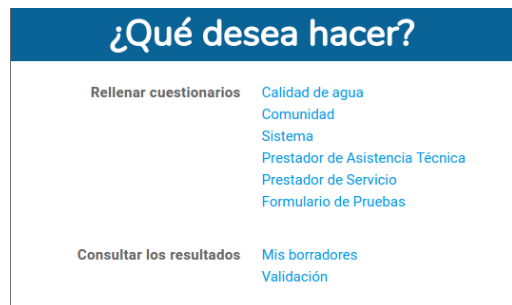 ¿Qué desea hacer?
Rellenar cuestionarios Calidad de agua
Comunidad
Sistema
Prestador de Asistencia Técnica
Prestador de Servicio
Formulario de Pruebas
Consultar los resultados Mis borradores
Validación